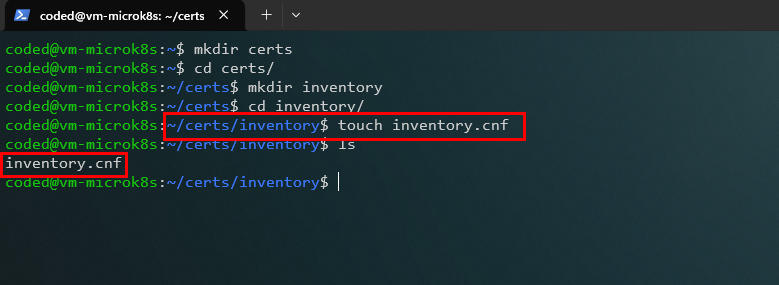 coded@vm-microk8s: ~/certs
coded@vm-microk8s:~$ mkdir certs
coded@vm-microk8s:~$ cd certs/
coded@vm-microk8s:~/certs$ mkdir inventory
coded@vm-microk8s:~/certs$ cd inventory/
coded@vm-microk8s:~/certs/inventory$ touch inventory.cnf
coded@vm-microk8s:~/certs/inventory$ ls
inventory.cnf
coded@vm-microk8s:~/certs/inventory$